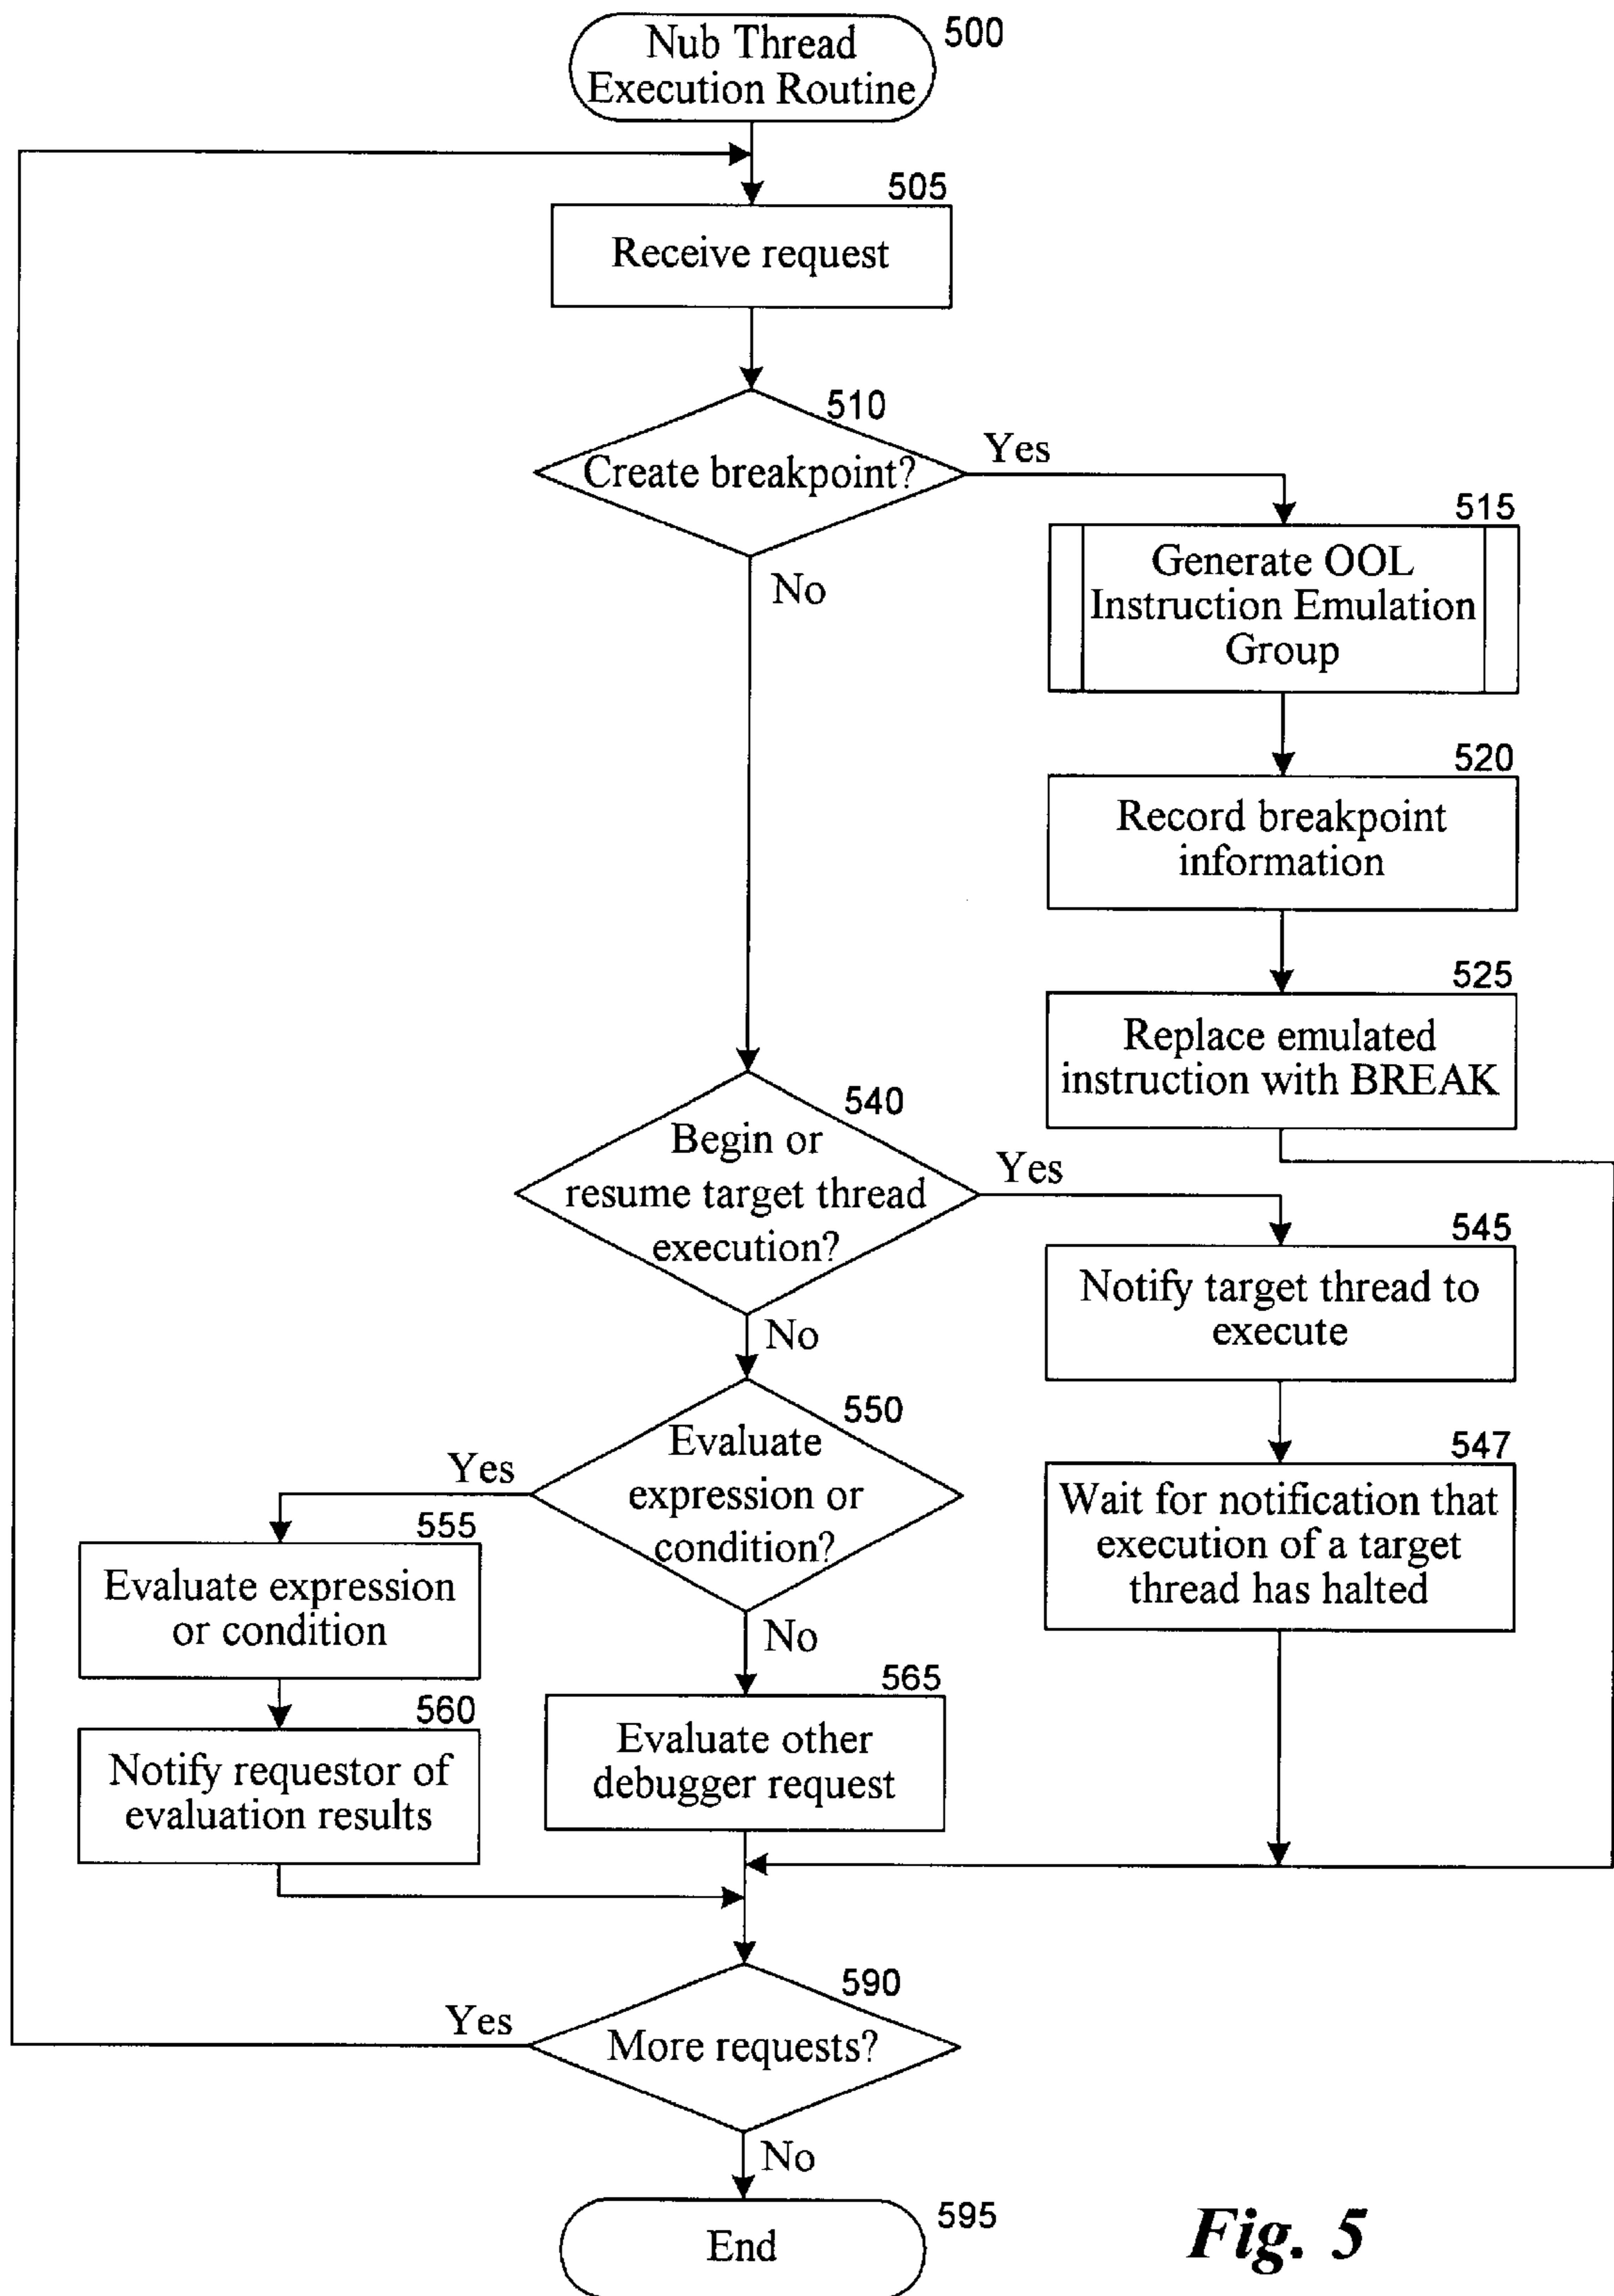 Nub Thread
Execution Routine
500
505
Receive request
510
Create breakpoint?
Yes
No
515
Generate OOL
Instruction Emulation
Group
520
Record breakpoint
information
525
Replace emulated
instruction with BREAK
540
Begin or
resume target thread
execution?
Yes
No
545
Notify target thread to
execute
547
Wait for notification that
execution of a target
thread has halted
550
Evaluate
expression or
condition?
Yes
No
555
Evaluate expression
or condition
560
Notify requestor of
evaluation results
565
Evaluate other
debugger request
590
More requests?
Yes
No
End
595
Fig. 5